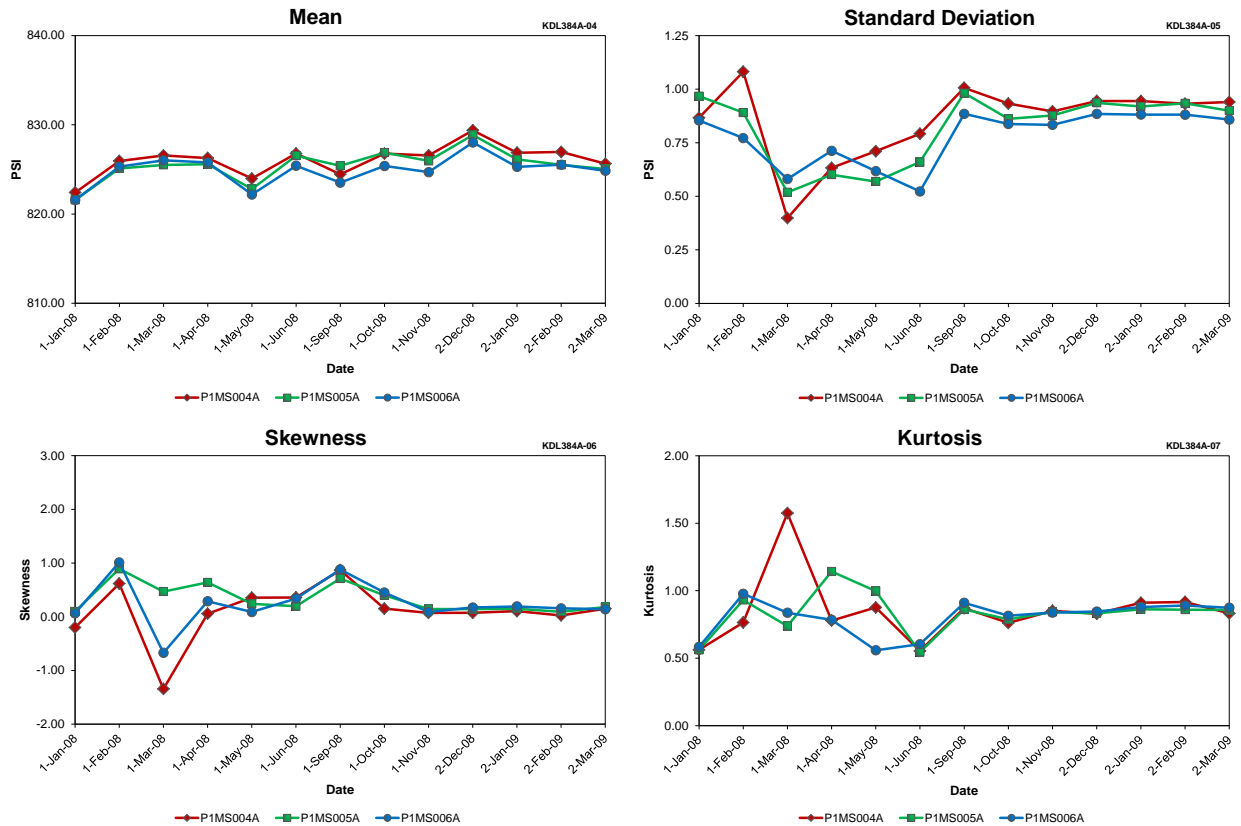 Mean
KDL384A-04
840.00
830.00
820.00
810.00
PSI
1-Jan-08
1-Feb-08
1-Mar-08
1-Apr-08
1-May-08
1-Jun-08
1-Sep-08
1-Oct-08
1-Nov-08
2-Dec-08
2-Jan-09
2-Feb-09
2-Mar-09
Date
P1MS004A P1MS005A P1MS006A
Standard Deviation
KDL384A-05
1.25
1.00
0.75
0.50
0.25
0.00
PSI
1-Jan-08
1-Feb-08
1-Mar-08
1-Apr-08
1-May-08
1-Jun-08
1-Sep-08
1-Oct-08
1-Nov-08
2-Dec-08
2-Jan-09
2-Feb-09
2-Mar-09
Date
P1MS004A P1MS005A P1MS006A
Skewness
KDL384A-06
3.00
2.00
1.00
0.00
-1.00
-2.00
Skewness
1-Jan-08
1-Feb-08
1-Mar-08
1-Apr-08
1-May-08
1-Jun-08
1-Sep-08
1-Oct-08
1-Nov-08
2-Dec-08
2-Jan-09
2-Feb-09
2-Mar-09
Date
P1MS004A P1MS005A P1MS006A
Kurtosis
KDL384A-07
2.00
1.50
1.00
0.50
0.00
Kurtosis
1-Jan-08
1-Feb-08
1-Mar-08
1-Apr-08
1-May-08
1-Jun-08
1-Sep-08
1-Oct-08
1-Nov-08
2-Dec-08
2-Jan-09
2-Feb-09
2-Mar-09
Date
P1MS004A P1MS005A P1MS006A